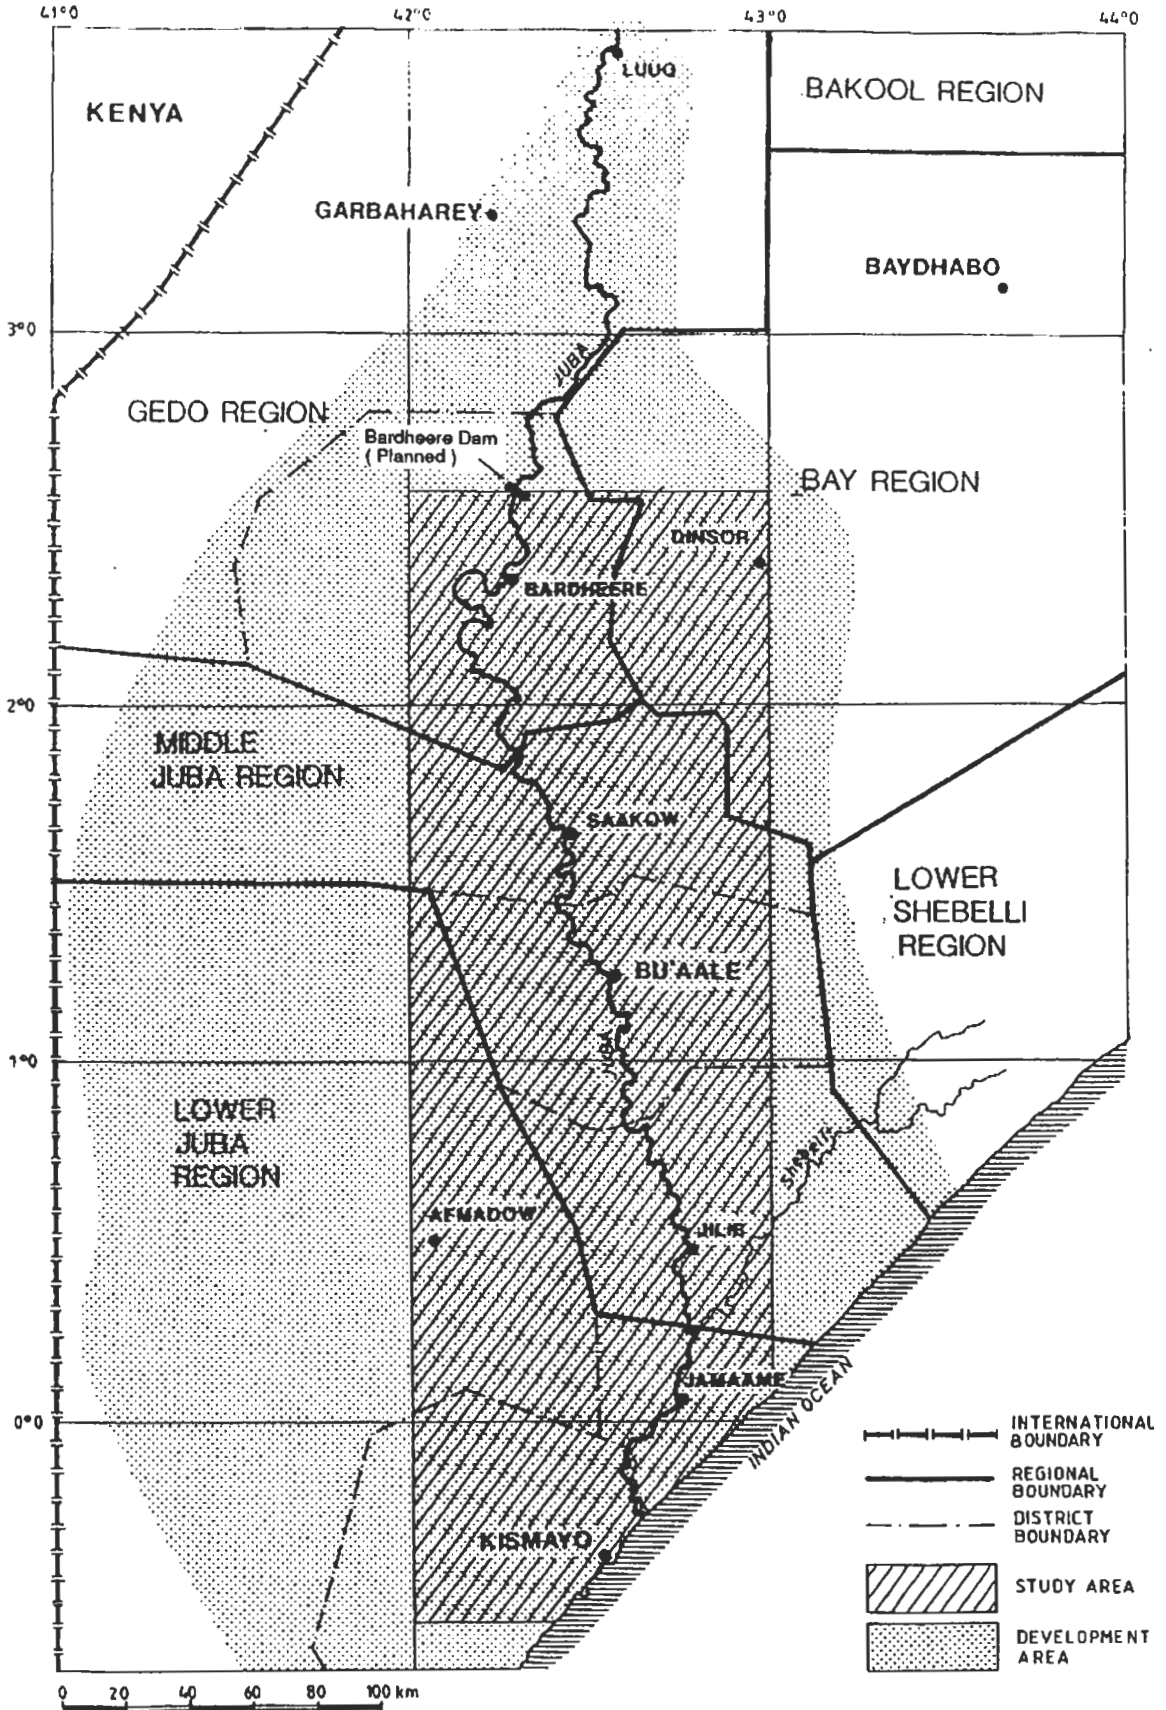 41°0
42°0
43°0
44°0
LUUQ
BAKOOL REGION
KENYA
GARBAHAREY
BAYDHABO
3°0
JUBA
GEDO REGION
Bardheere Dam
( Planned )
BAY REGION
DINSOR
BARDHEERE
2°0
MIDDLE
JUBA REGION
SAAKOW
LOWER
SHEBELLI
REGION
BU'AALE
JUBA
1°0
LOWER
JUBA
REGION
Shebelli
AFMADOW
JILIB
JAMAAME
INDIAN OCEAN
0°0
KISMAYO
INTERNATIONAL
BOUNDARY
REGIONAL
BOUNDARY
DISTRICT
BOUNDARY
STUDY AREA
DEVELOPMENT
AREA
0 20 40 60 80 100 km